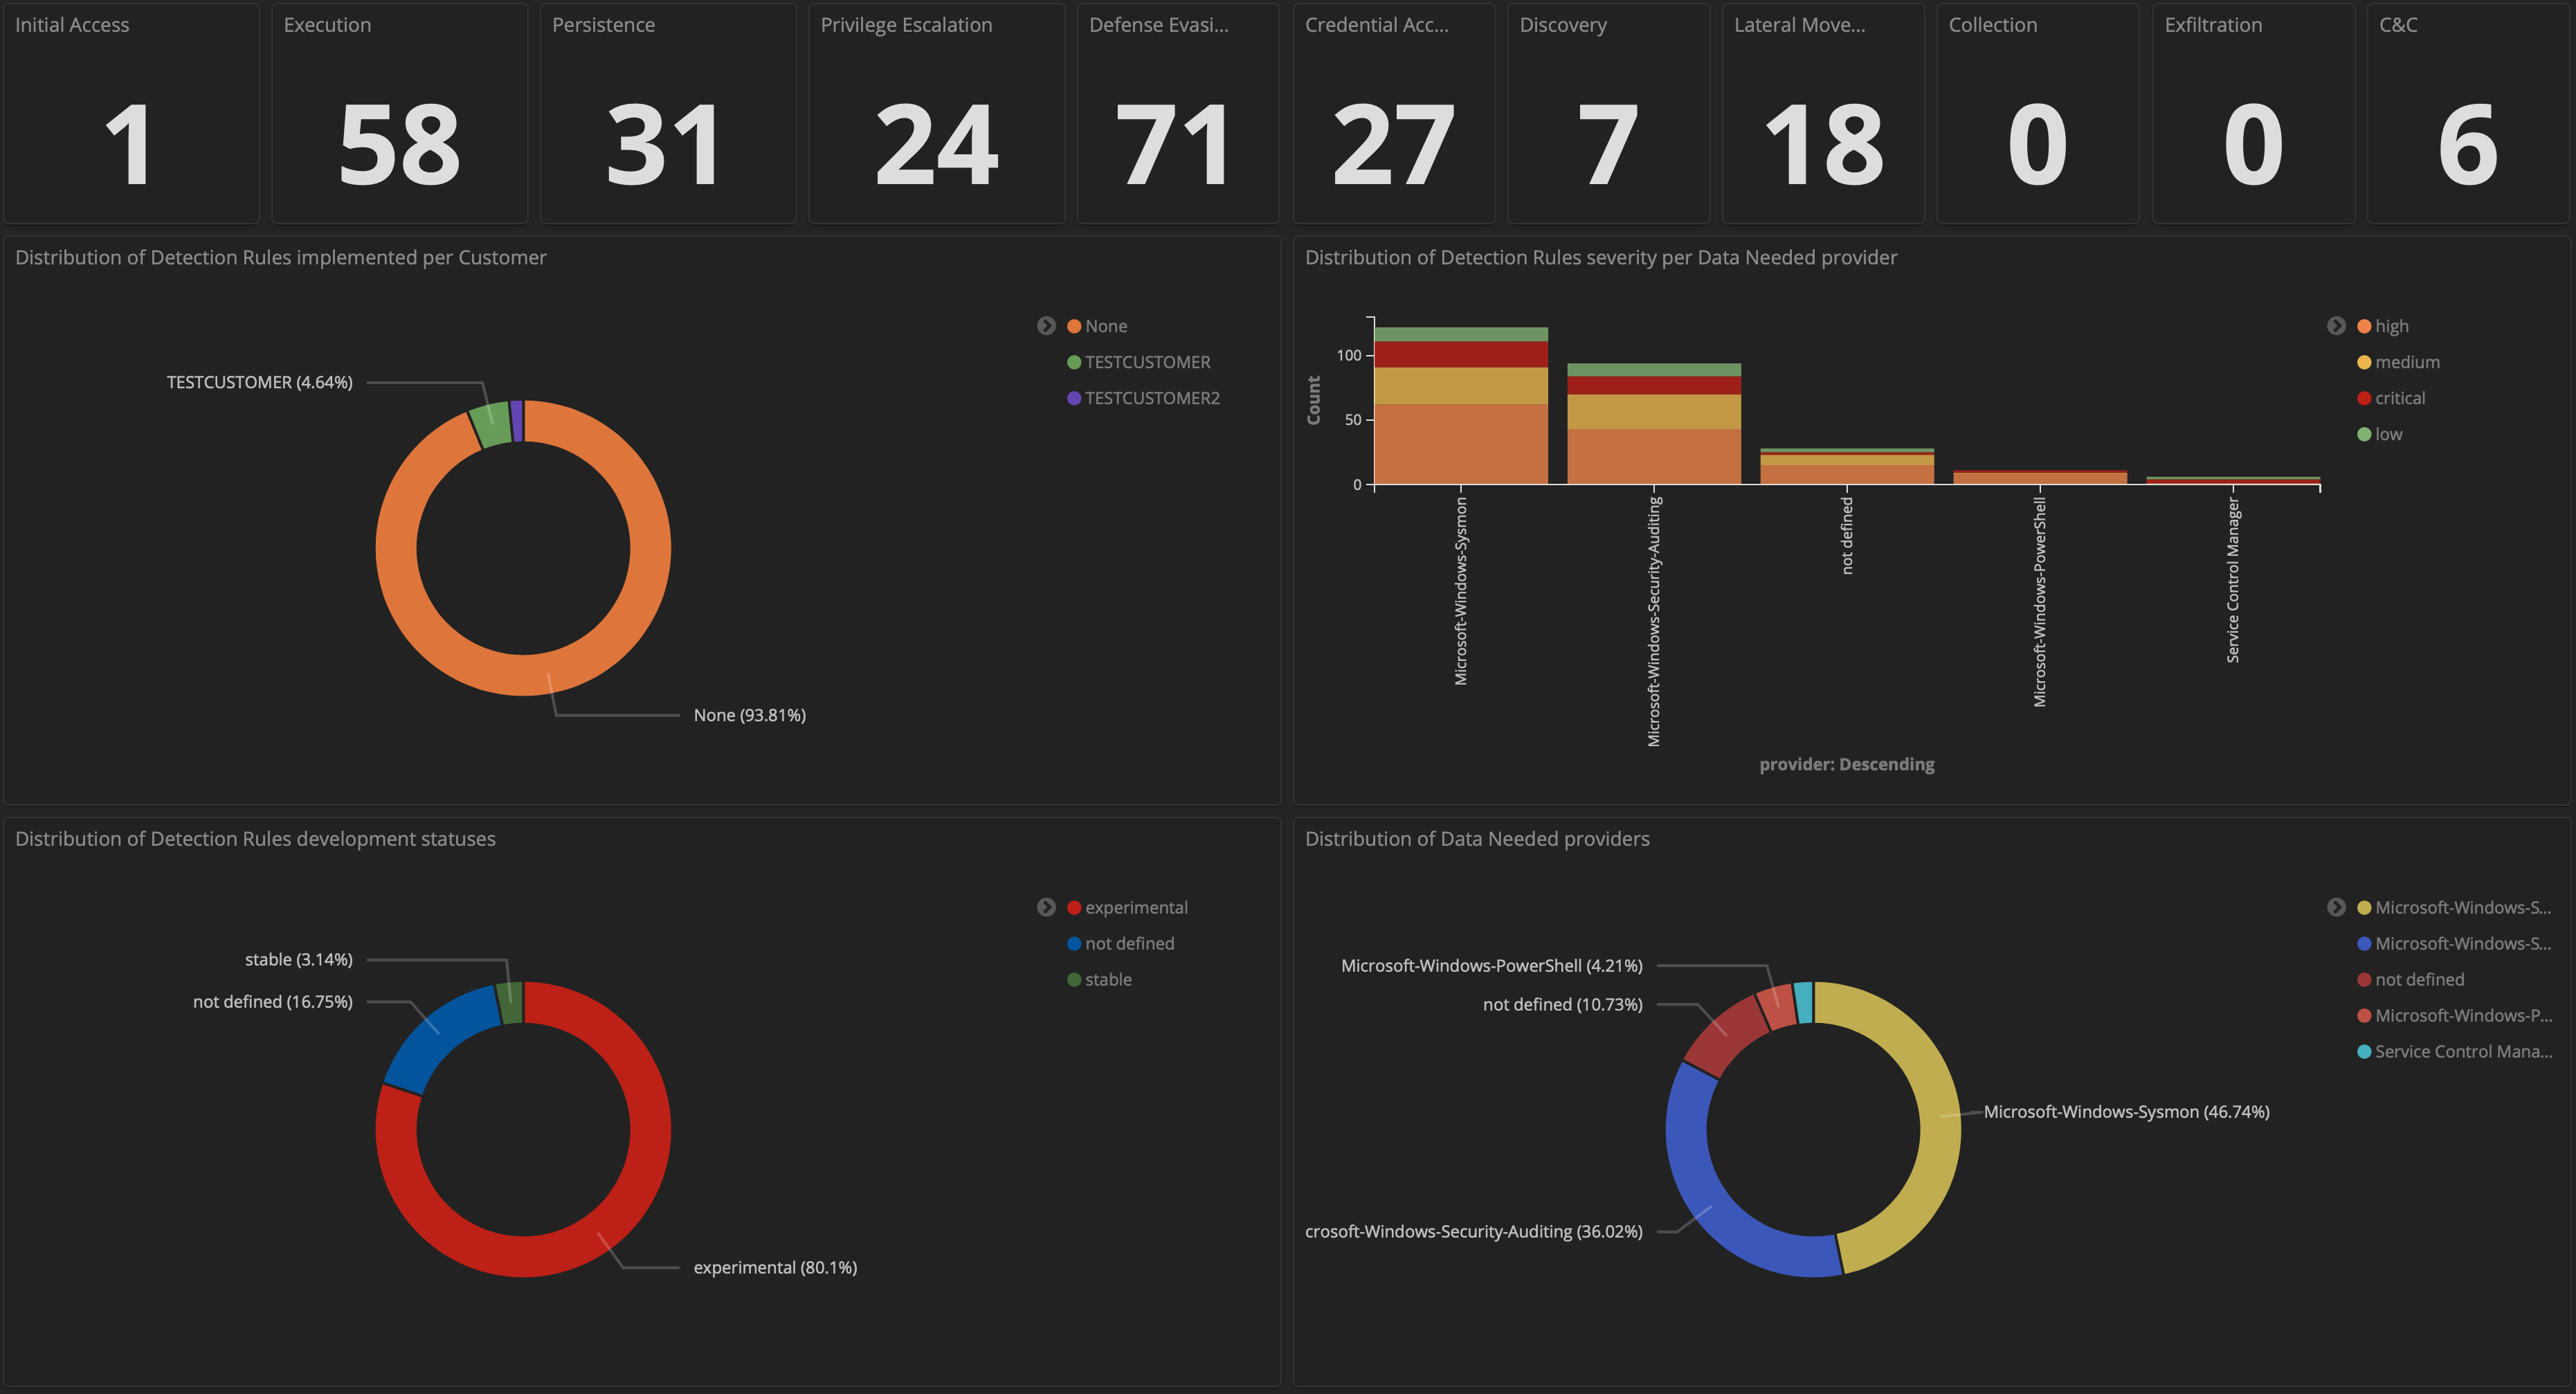 Initial Access
Execution
Persistence
Privilege Escalation
Defense Evasi...
Credential Acc...
Discovery
Lateral Move...
Collection
Exfiltration
C&C
1
58
31
24
71
27
7
18
0
0
6
Distribution of Detection Rules implemented per Customer
None
TESTCUSTOMER
TESTCUSTOMER2
TESTCUSTOMER (4.64%)
None (93.81%)
Distribution of Detection Rules severity per Data Needed provider
high
medium
critical
low
Count
100
50
0
Microsoft-Windows-Sysmon
Microsoft-Windows-Security-Auditing
not defined
Microsoft-Windows-PowerShell
Service Control Manager
provider: Descending
Distribution of Detection Rules development statuses
experimental
not defined
stable
stable (3.14%)
not defined (16.75%)
experimental (80.1%)
Distribution of Data Needed providers
Microsoft-Windows-S...
Microsoft-Windows-S...
not defined
Microsoft-Windows-P...
Service Control Mana...
Microsoft-Windows-PowerShell (4.21%)
not defined (10.73%)
Microsoft-Windows-Sysmon (46.74%)
crosoft-Windows-Security-Auditing (36.02%)